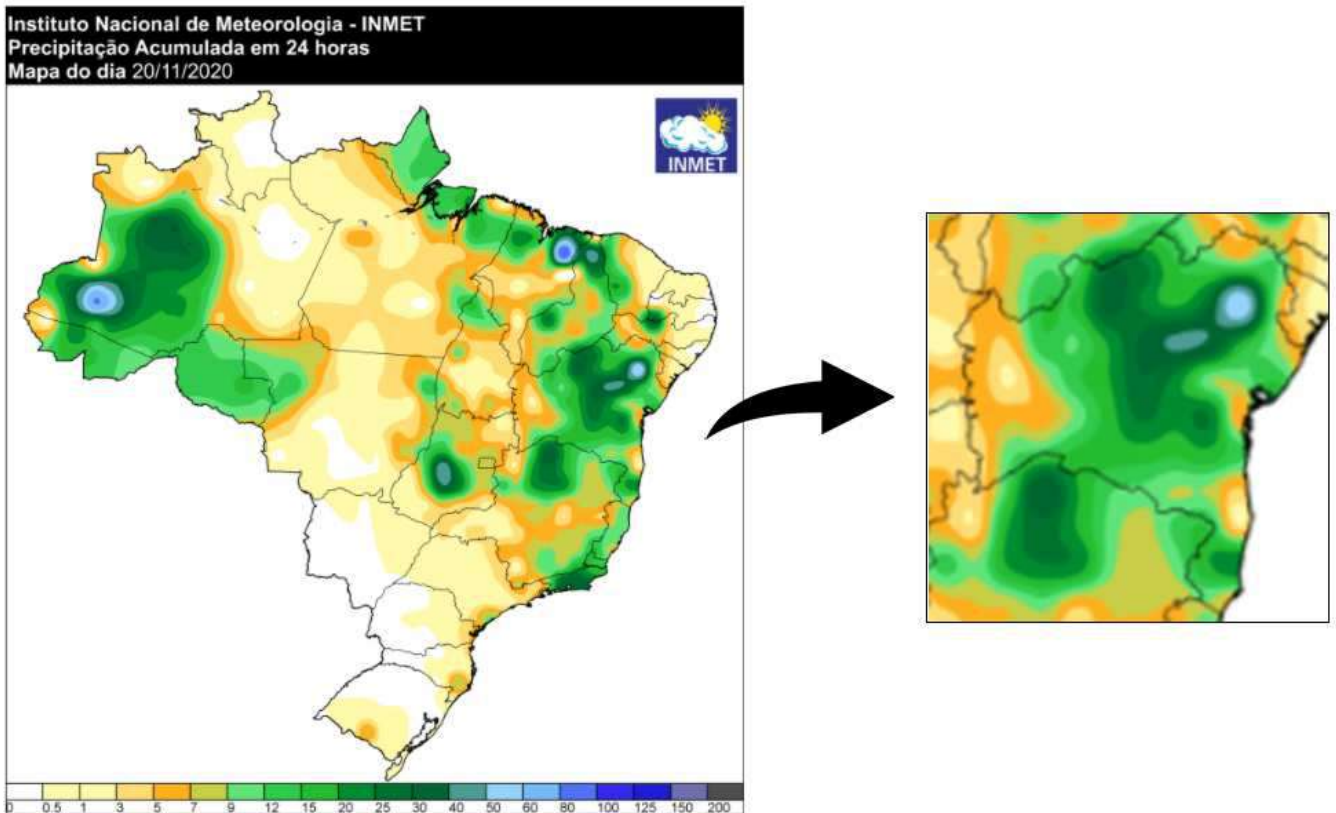 Instituto Nacional de Meteorologia - INMET
Precipitação Acumulada em 24 horas
Mapa do dia 20/11/2020
INMET
0 0.5 1 3 5 7 9 12 15 20 25 30 40 50 60 80 100 125 150 200